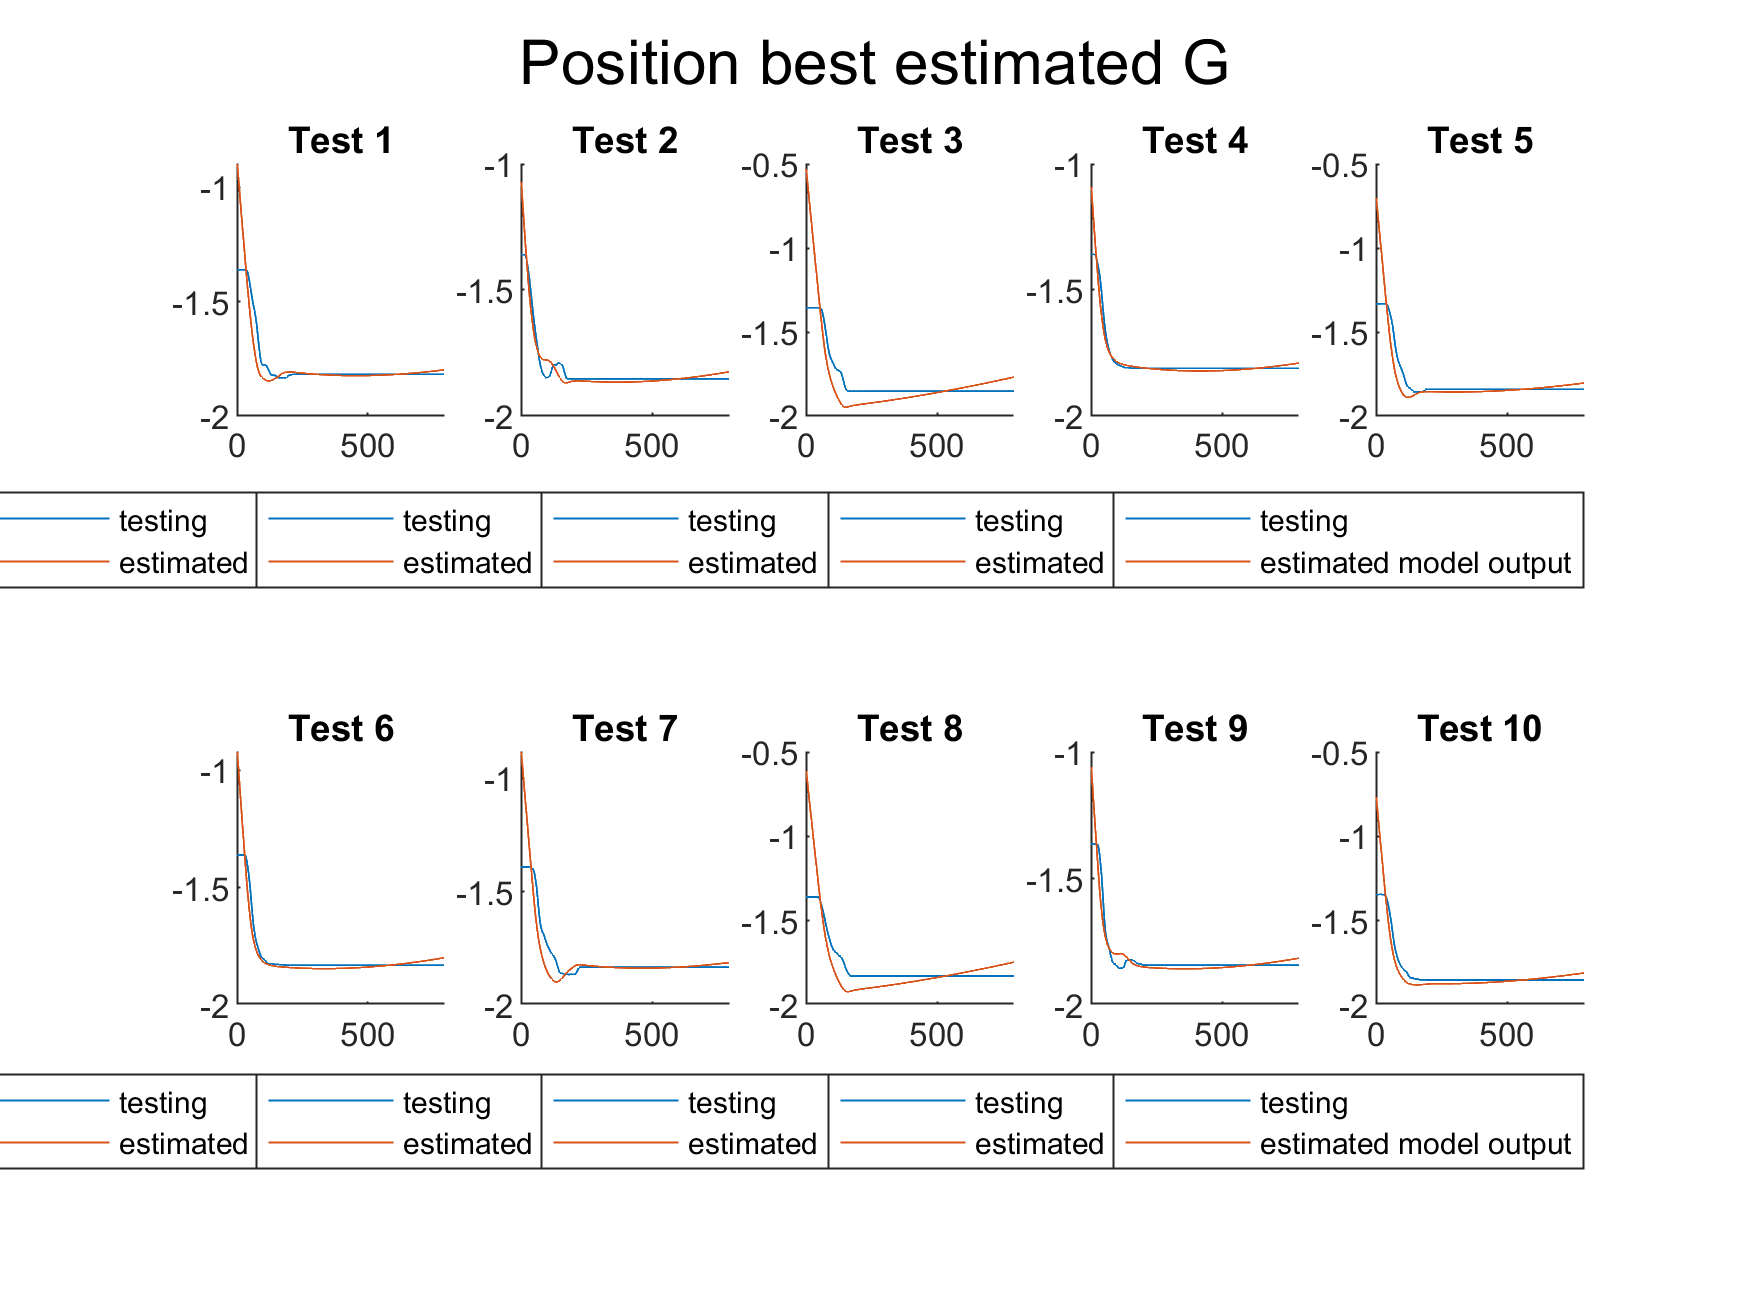 Position best estimated G
Test 1 Test 2 Test 3 Test 4 Test 5
-1 -1 -0.5 -1 -0.5
-1 -1
-1.5 -1.5 -1.5 -1.5 -1.5
-2 -2 -2 -2 -2
0 500 0 500 0 500 0 500 0 500
testing testing testing testing testing
estimated estimated estimated estimated estimated model output
Test 6 Test 7 Test 8 Test 9 Test 10
-1 -1 -0.5 -1 -0.5
-1 -1
-1.5 -1.5 -1.5 -1.5 -1.5
-2 -2 -2 -2 -2
0 500 0 500 0 500 0 500 0 500
testing testing testing testing testing
estimated estimated estimated estimated estimated model output